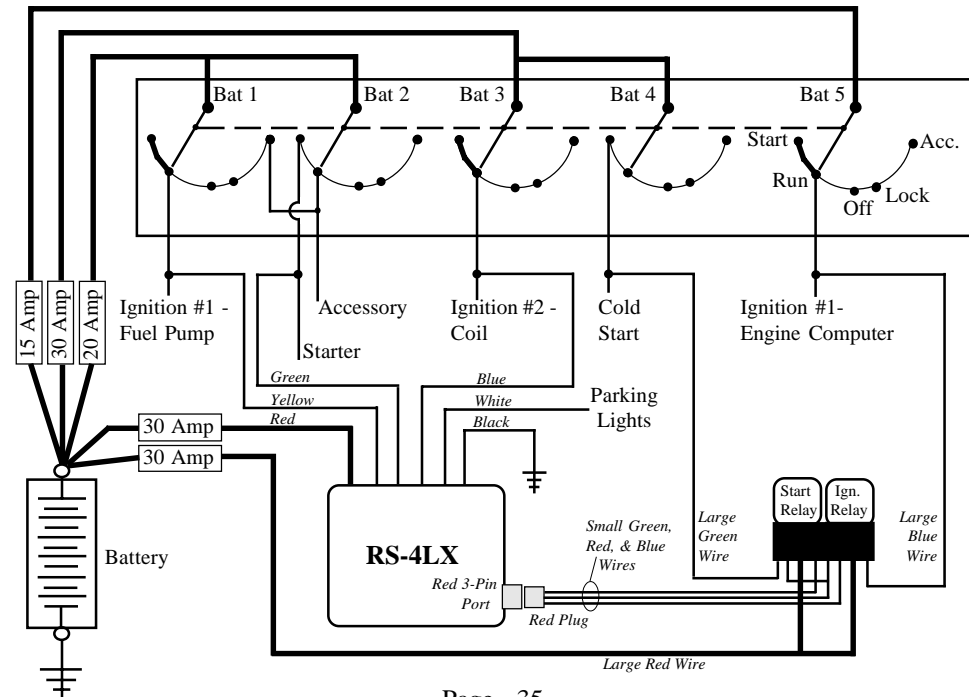 Bat 1
Bat 2
Bat 3
Bat 4
Bat 5
Start
Acc.
Run
Lock
Off
15 Amp
30 Amp
20 Amp
Ignition #1 -
Fuel Pump
Accessory
Starter
Ignition #2 -
Coil
Cold
Start
Ignition #1-
Engine Computer
Green
Yellow
Red
Blue
White
Black
Parking
Lights
30 Amp
30 Amp
Battery
RS-4LX
Red 3-Pin
Port
Red Plug
Small Green,
Red, & Blue
Wires
Large
Green
Wire
Start
Relay
Ign.
Relay
Large
Blue
Wire
Large Red Wire
Page - 35